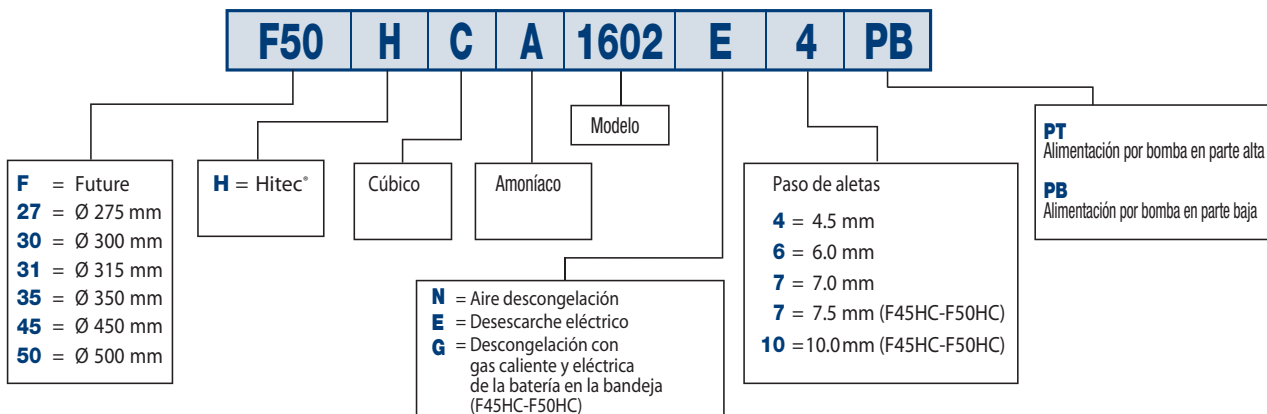 F50 H C A 1602 E 4 PB
Modelo
F = Future
27 = Ø 275 mm
30 = Ø 300 mm
31 = Ø 315 mm
35 = Ø 350 mm
45 = Ø 450 mm
50 = Ø 500 mm
H = Hitec®
Cúbico
Amoníaco
N = Aire descongelación
E = Desescarche eléctrico
G = Descongelación con
gas caliente y eléctrica
de la batería en la bandeja
(F45HC-F50HC)
Paso de aletas
4 = 4.5 mm
6 = 6.0 mm
7 = 7.0 mm
7 = 7.5 mm (F45HC-F50HC)
10 =10.0 mm (F45HC-F50HC)
PT
Alimentación por bomba en parte alta
PB
Alimentación por bomba en parte baja